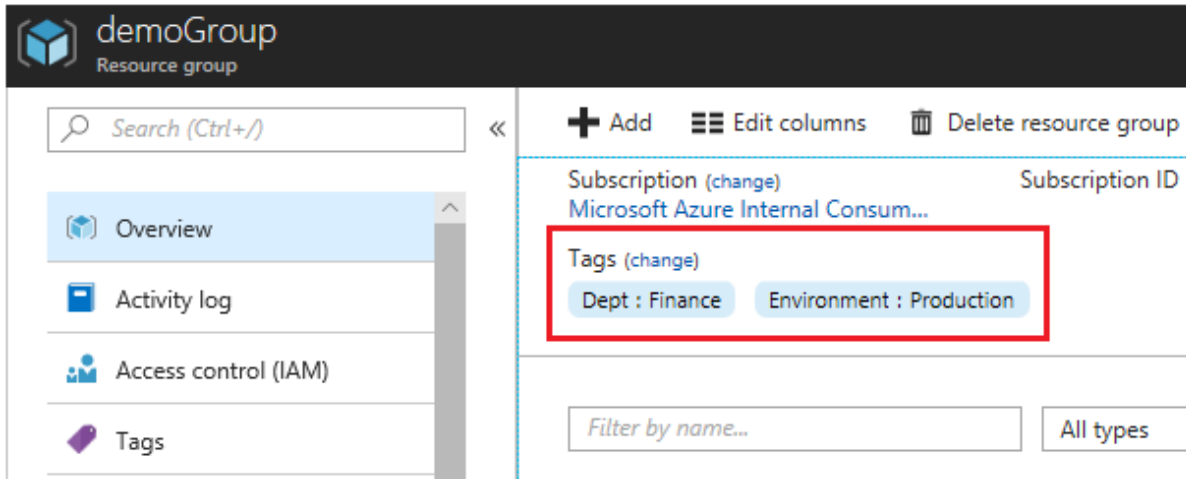 demoGroup
Resource group
Search (Ctrl+/)
«
Add
Edit columns
Delete resource group
Subscription (change)
Subscription ID
Microsoft Azure Internal Consum...
Tags (change)
Dept : Finance
Environment : Production
Overview
Activity log
Access control (IAM)
Tags
Filter by name...
All types